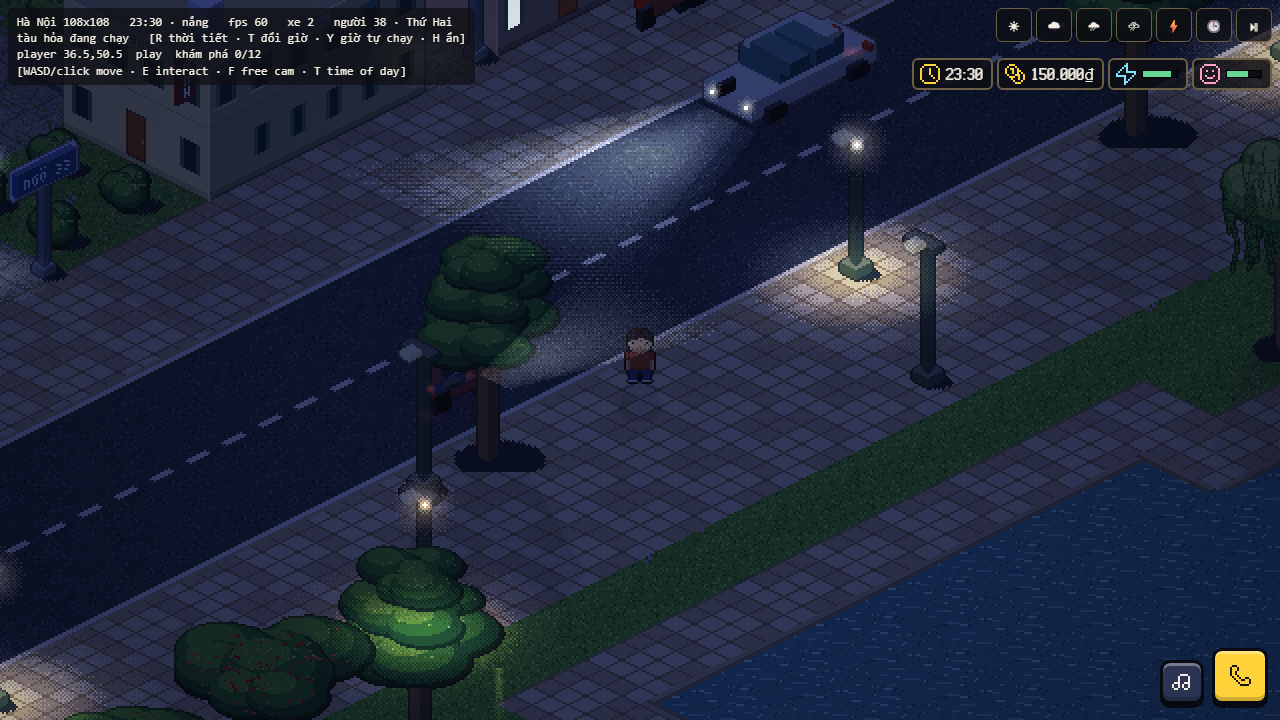 Hà Nội 108x108   23:30 · nắng   fps 60   xe 2   người 38 · Thứ Hai
tàu hỏa đang chạy   [R thời tiết · T đổi giờ · Y giờ tự chạy · H ẩn]
player 36.5,50.5  play  khám phá 0/12
[WASD/click move · E interact · F free cam · T time of day]
23:30
150.000₫